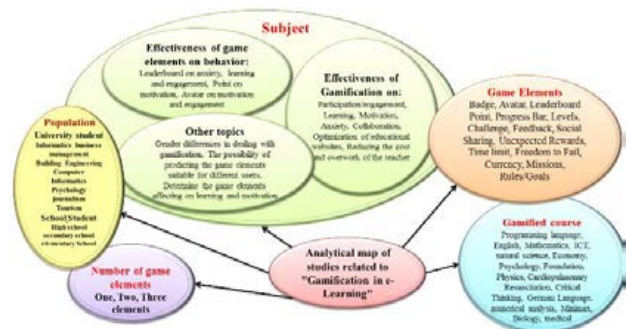 Subject
Effectiveness of game
elements on behavior:
Leaderboard on anxiety, learning
and engagement, Point on
motivation, Avatar on motivation
and engagement
Effectiveness of
Gamification on:
Participation/engagement,
Learning, Motivation,
Anxiety, Collaboration,
Optimization of educational
websites, Reducing the cost
and overwork of the teacher
Other topics
Gender differences in dealing with
gamification. The possibility of
predicting the game elements
suitable for different users.
Determine the game elements
affecting on learning and motivation
Population
University student
Informatics business
management
Building Engineering
Computer
Informatics
Psychology
journalism
Tourism
School Student
High school
secondary school
elementary School
Number of game
elements
One, Two, Three
elements
Analytical map of
studies related to
"Gamification in e-
Learning"
Game Elements
Badge, Avatar, Leaderboard
Point, Progress Bar, Levels,
Challenge, Feedback, Social
Sharing, Unexpected Rewards,
Time limit, Freedom to Fail,
Currency, Missions,
Rules/Goals
Gamified course
Programming language,
English, Mathematics, ICT,
natural science, Economy,
Psychology, Foundation,
Physics, Cardiopulmonary
Resuscitation, Critical
Thinking, German Language,
numerical analysis,
Biology, medical